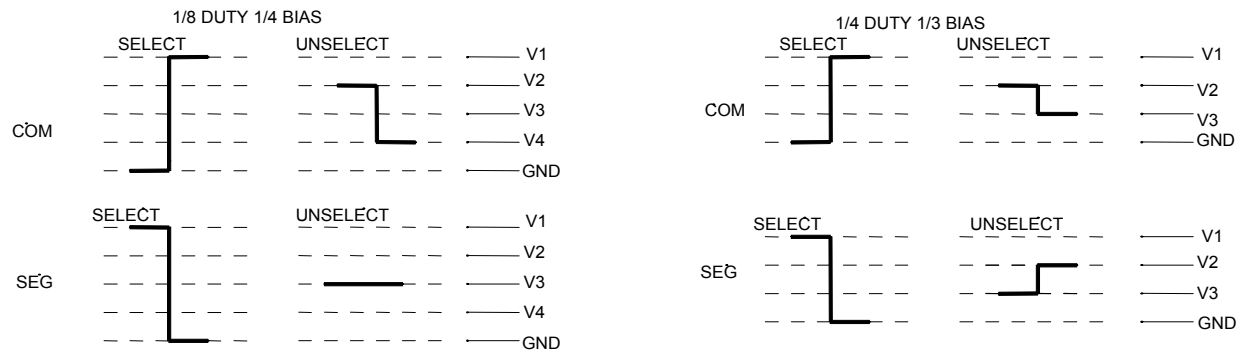 1/8 DUTY 1/4 BIAS
SELECT UNSELECT
V1
V2
V3
V4
GND
COM
SELECT UNSELECT
V1
V2
V3
V4
GND
SEG
1/4 DUTY 1/3 BIAS
SELECT UNSELECT
V1
V2
V3
GND
COM
SELECT UNSELECT
V1
V2
V3
GND
SEG